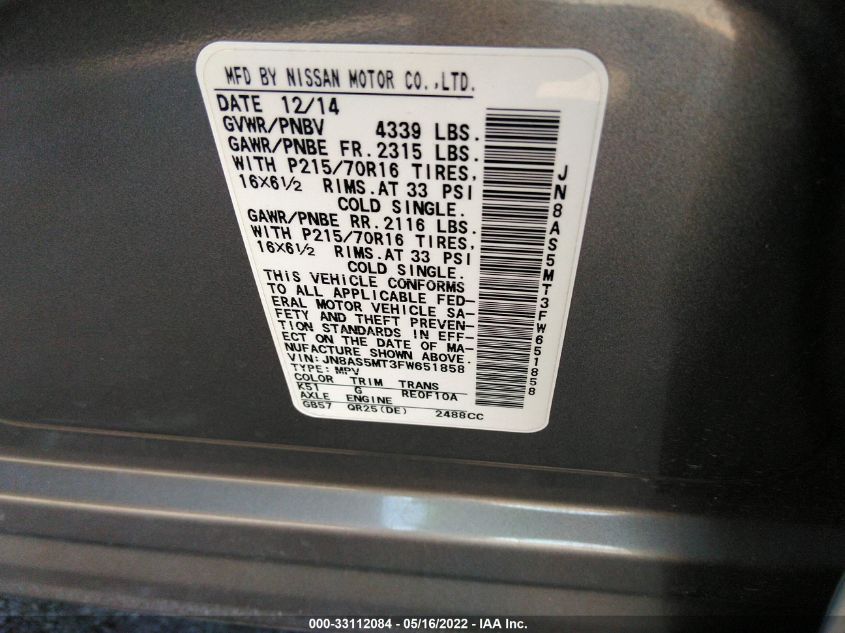 MFD BY NISSAN MOTOR CO.,LTD.
DATE 12/14
GVWR/PNBV 4339 LBS.
GAWR/PNBE FR.2315 LBS.
WITH P215/70R16 TIRES,
16X6½ RIMS.AT 33 PSI
COLD SINGLE.
GAWR/PNBE RR.2116 LBS.
WITH P215/70R16 TIRES,
16X6½ RIMS.AT 33 PSI
COLD SINGLE.
THIS VEHICLE CONFORMS
TO ALL APPLICABLE FED-
ERAL MOTOR VEHICLE SA-
FETY AND THEFT PREVEN-
TION STANDARDS IN EFF-
ECT ON THE DATE OF MA-
NUFACTURE SHOWN ABOVE.
VIN:JN8AS5MT3FW651858
TYPE:MPV
COLOR TRIM TRANS
K51 G RE0F10A
AXLE ENGINE
GB57 QR25(DE) 2488CC
JN8AS5MT3FW651858
000-33112084 - 05/16/2022 - IAA Inc.